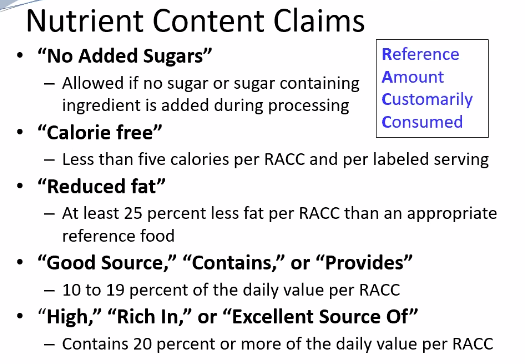 Nutrient Content Claims
• “No Added Sugars”
– Allowed if no sugar or sugar containing
ingredient is added during processing
Reference
Amount
Customarily
Consumed
• “Calorie free”
– Less than five calories per RACC and per labeled serving
• “Reduced fat”
– At least 25 percent less fat per RACC than an appropriate
reference food
• “Good Source,” “Contains,” or “Provides”
– 10 to 19 percent of the daily value per RACC
• “High,” “Rich In,” or “Excellent Source Of”
– Contains 20 percent or more of the daily value per RACC